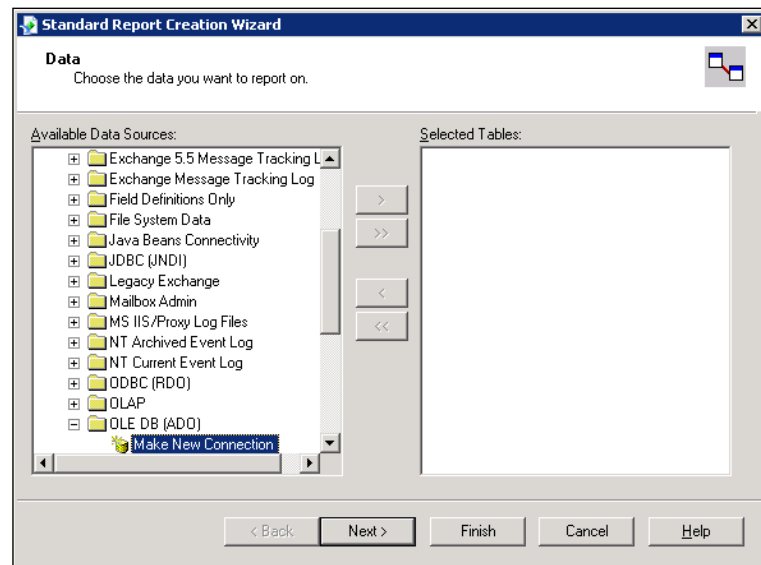 Standard Report Creation Wizard
Data
Choose the data you want to report on.
Available Data Sources:
Exchange 5.5 Message Tracking L
Exchange Message Tracking Log
Field Definitions Only
File System Data
Java Beans Connectivity
JDBC (JNDI)
Legacy Exchange
Mailbox Admin
MS IIS/Proxy Log Files
NT Archived Event Log
NT Current Event Log
ODBC (RDO)
OLAP
OLE DB (ADO)
Make New Connection
>
>>
<
<<
Selected Tables:
< Back
Next >
Finish
Cancel
Help